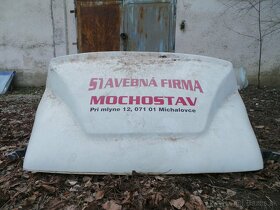 STAVEBNÁ FIRMA
MOCHOSTAV
Pri mlyne 12, 071 01 Michalovce